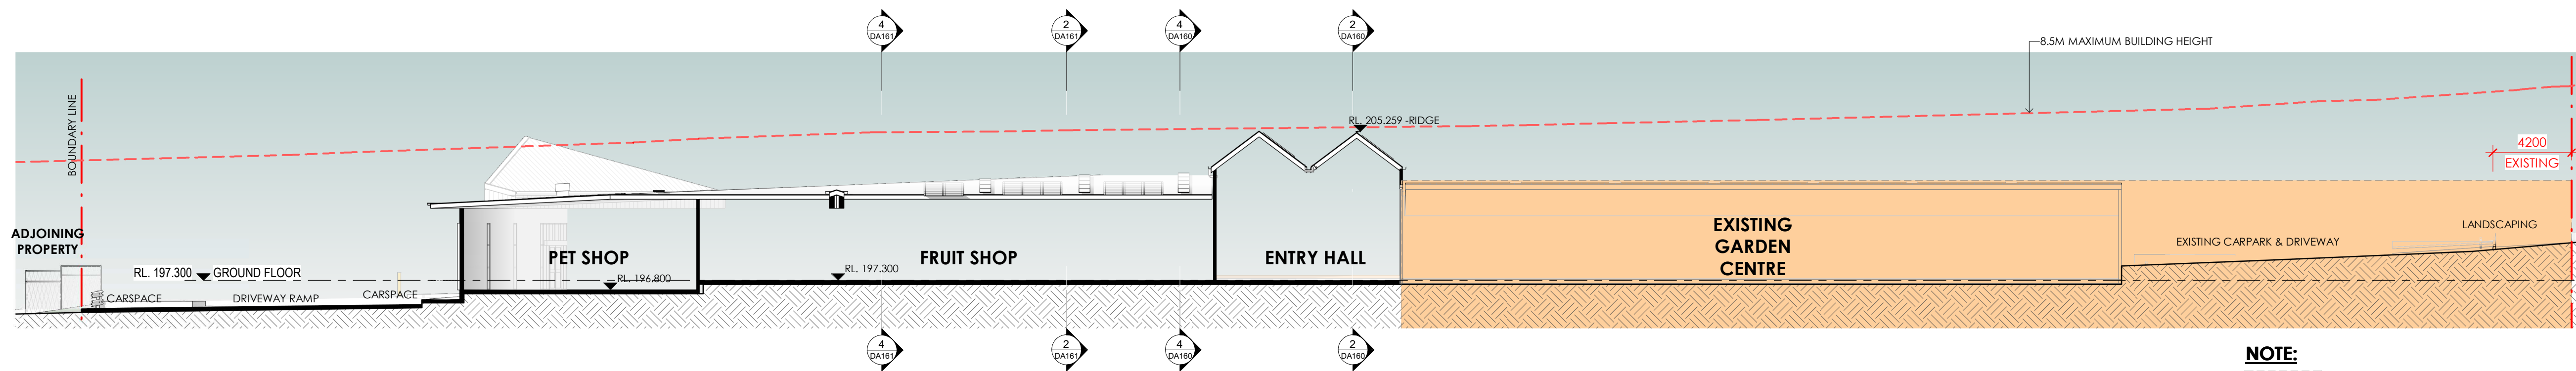 4
DA161
2
DA161
4
DA160
2
DA160
8.5M MAXIMUM BUILDING HEIGHT
BOUNDARY LINE
RL. 205.259 -RIDGE
4200
EXISTING
ADJOINING
PROPERTY
RL. 197.300
GROUND FLOOR
CARSPACE
DRIVEWAY RAMP
CARSPACE
PET SHOP
RL. 196.800
FRUIT SHOP
RL. 197.300
ENTRY HALL
EXISTING
GARDEN
CENTRE
EXISTING CARPARK & DRIVEWAY
LANDSCAPING
4
DA161
2
DA161
4
DA160
2
DA160
NOTE: